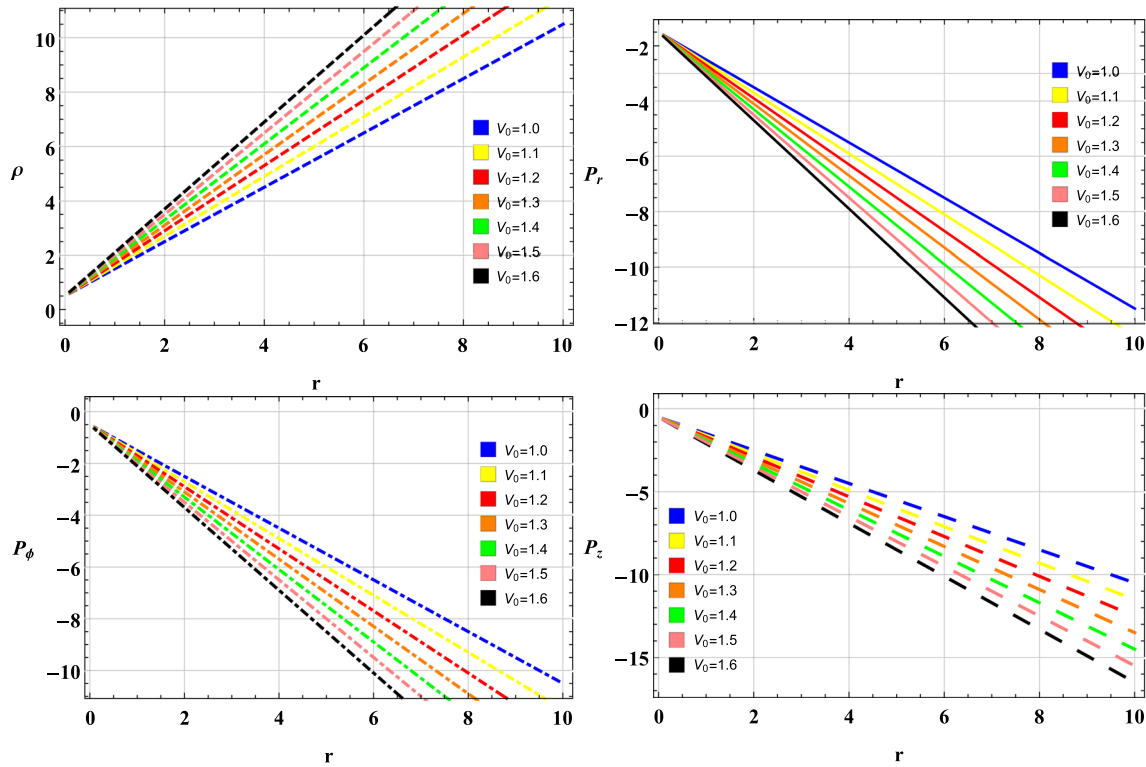 10
8
6
4
2
0
ρ
V0=1.0
V0=1.1
V0=1.2
V0=1.3
V0=1.4
V0=1.5
V0=1.6
0 2 4 6 8 10
r
−2
−4
−6
−8
−10
−12
Pr
V0=1.0
V0=1.1
V0=1.2
V0=1.3
V0=1.4
V0=1.5
V0=1.6
0 2 4 6 8 10
r
0
−2
−4
−6
−8
−10
Pϕ
V0=1.0
V0=1.1
V0=1.2
V0=1.3
V0=1.4
V0=1.5
V0=1.6
0 2 4 6 8 10
r
0
−5
−10
−15
Pz
V0=1.0
V0=1.1
V0=1.2
V0=1.3
V0=1.4
V0=1.5
V0=1.6
0 2 4 6 8 10
r